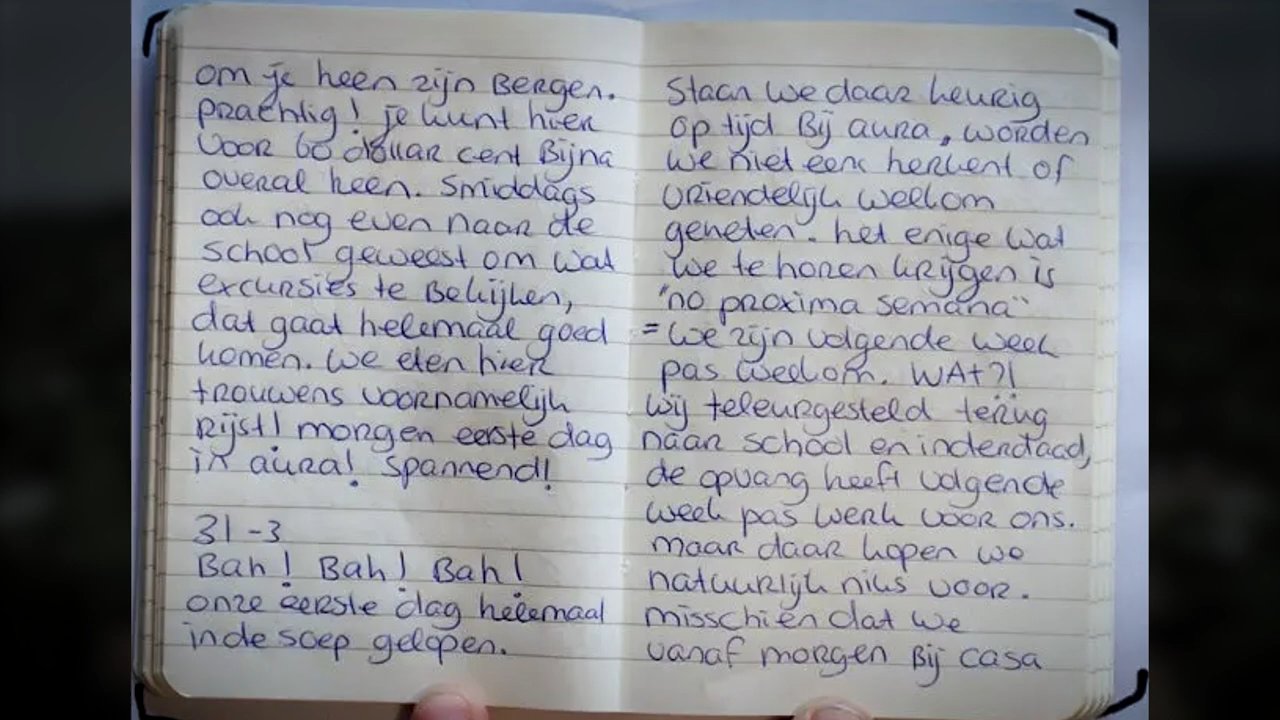 om je heen zijn Bergen.
prachtig! je kunt hier
voor 60 dollar cent Bijna
overal heen. Smiddags
ook nog even naar de
school geweest om wat
excursies te Bekijken,
dat gaat helemaal goed
komen. We eten hier
trouwens voornamelijk
rijst! morgen eerste dag
in aura! Spannend!
31-3
Bah! Bah! Bah!
onze eerste dag helemaal
in de soep gelopen.
Staan we daar keurig
op tijd Bij aura, worden
we niet eens herkent of
vriendelijk welkom
geheten. het enige wat
we te horen krijgen is
"no proxima semana"
= We zijn volgende week
pas welkom. WAt?!
Wij teleurgesteld terug
naar school en inderdaad,
de opvang heeft volgende
week pas werk voor ons.
maar daar kopen we
natuurlijk niks voor.
misschien dat we
vanaf morgen Bij casa